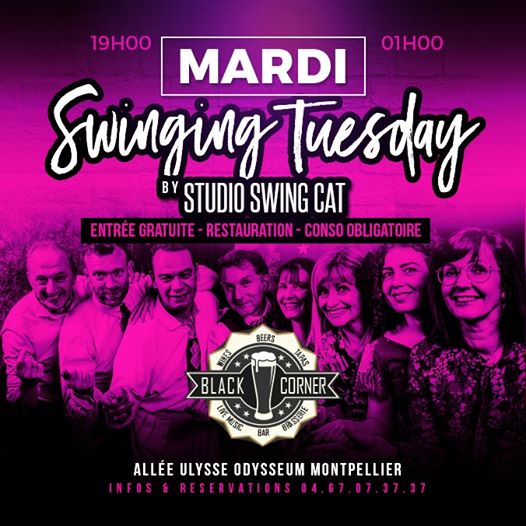 19H00
MARDI
01H00
Swinging Tuesday
BY STUDIO SWING CAT
ENTRÉE GRATUITE - RESTAURATION - CONSO OBLIGATOIRE
WINES BEERS TAPAS
BLACK CORNER
LIVE MUSIC BAR BRASSERIE
ALLÉE ULYSSE ODYSSEUM MONTPELLIER
INFOS & RESERVATIONS 04.67.07.37.37